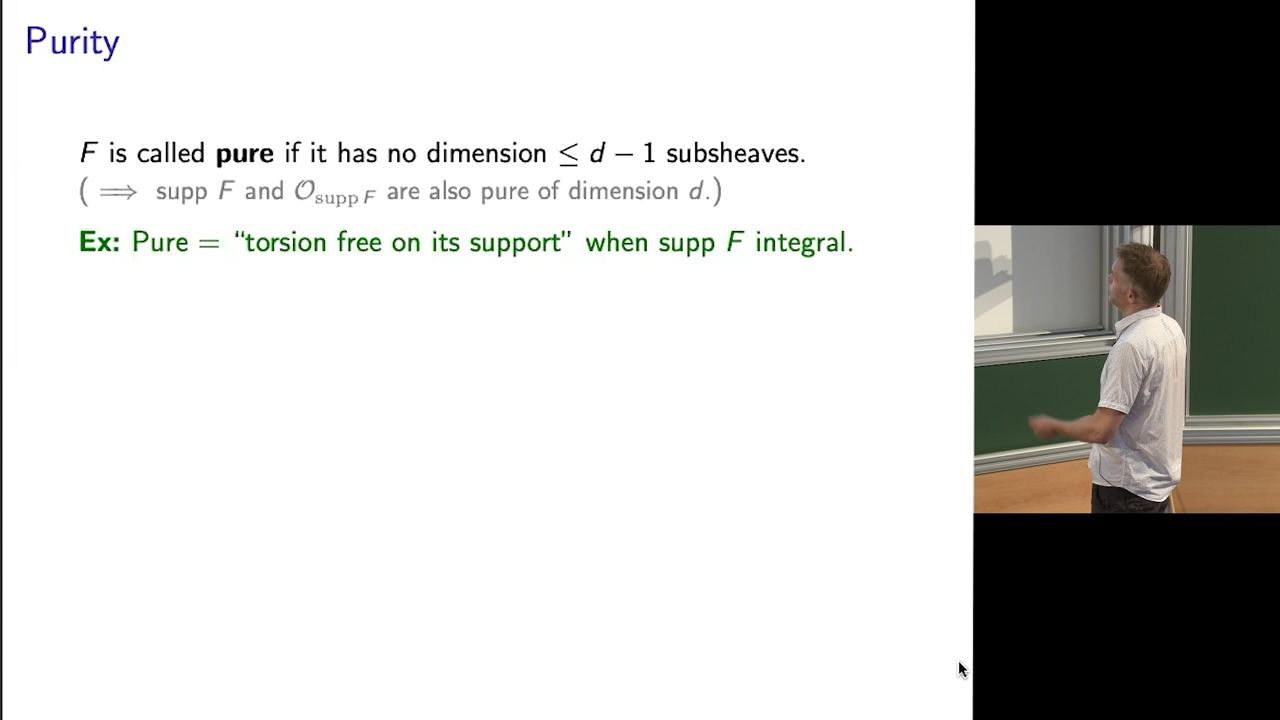 Purity
F is called pure if it has no dimension ≤ d − 1 subsheaves.
( ⟹ supp F and 𝒪_{supp F} are also pure of dimension d.)
Ex: Pure = “torsion free on its support” when supp F integral.